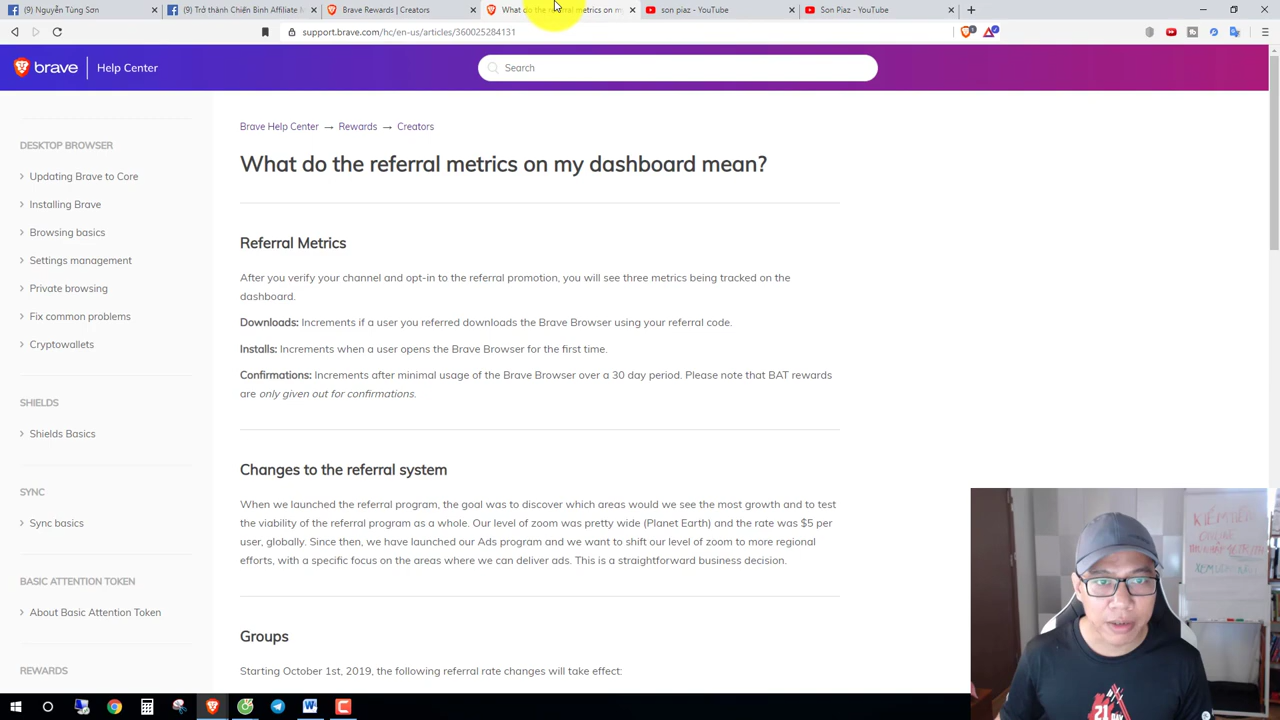 (9) Nguyễn Tùng Sơn
(9) Trở thành Chiến Binh Affiliate M
Brave Rewards | Creators
What do the referral metrics on my
son piaz - YouTube
Son Piaz - YouTube
support.brave.com/hc/en-us/articles/360025284131
brave
Help Center
Search
DESKTOP BROWSER
Updating Brave to Core
Installing Brave
Browsing basics
Settings management
Private browsing
Fix common problems
Cryptowallets
SHIELDS
Shields Basics
SYNC
Sync basics
BASIC ATTENTION TOKEN
About Basic Attention Token
REWARDS
Brave Help Center → Rewards → Creators
What do the referral metrics on my dashboard mean?
Referral Metrics
After you verify your channel and opt-in to the referral promotion, you will see three metrics being tracked on the
dashboard.
Downloads: Increments if a user you referred downloads the Brave Browser using your referral code.
Installs: Increments when a user opens the Brave Browser for the first time.
Confirmations: Increments after minimal usage of the Brave Browser over a 30 day period. Please note that BAT rewards
are only given out for confirmations.
Changes to the referral system
When we launched the referral program, the goal was to discover which areas would we see the most growth and to test
the viability of the referral program as a whole. Our level of zoom was pretty wide (Planet Earth) and the rate was $5 per
user, globally. Since then, we have launched our Ads program and we want to shift our level of zoom to more regional
efforts, with a specific focus on the areas where we can deliver ads. This is a straightforward business decision.
Groups
Starting October 1st, 2019, the following referral rate changes will take effect:
KIẾM TIỀN
21
DAY